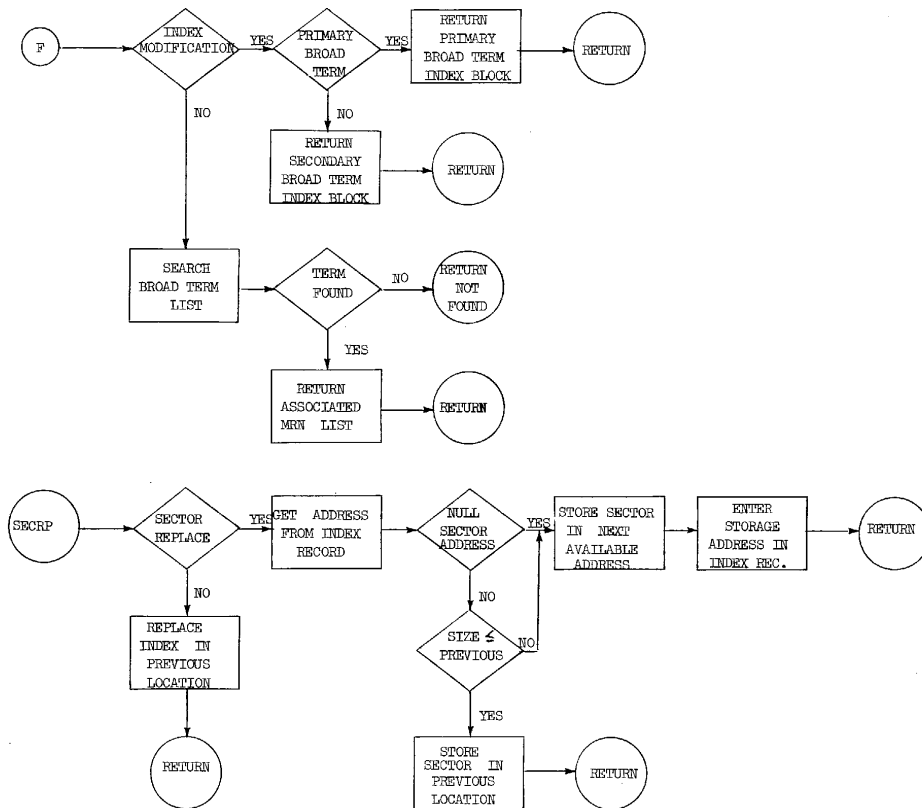 F
INDEX
MODIFICATION
YES
PRIMARY
BROAD
TERM
YES
RETURN
PRIMARY
BROAD TERM
INDEX BLOCK
RETURN
NO
NO
RETURN
SECONDARY
BROAD TERM
INDEX BLOCK
RETURN
SEARCH
BROAD TERM
LIST
TERM
FOUND
NO
RETURN
NOT
FOUND
YES
RETURN
ASSOCIATED
MRN LIST
RETURN
SECRP
SECTOR
REPLACE
YES
GET ADDRESS
FROM INDEX
RECORD
NULL
SECTOR
ADDRESS
YES
STORE SECTOR
IN NEXT
AVAILABLE
ADDRESS
ENTER
STORAGE
ADDRESS IN
INDEX REC.
RETURN
NO
REPLACE
INDEX IN
PREVIOUS
LOCATION
RETURN
NO
SIZE ≤
PREVIOUS
NO
YES
STORE
SECTOR IN
PREVIOUS
LOCATION
RETURN